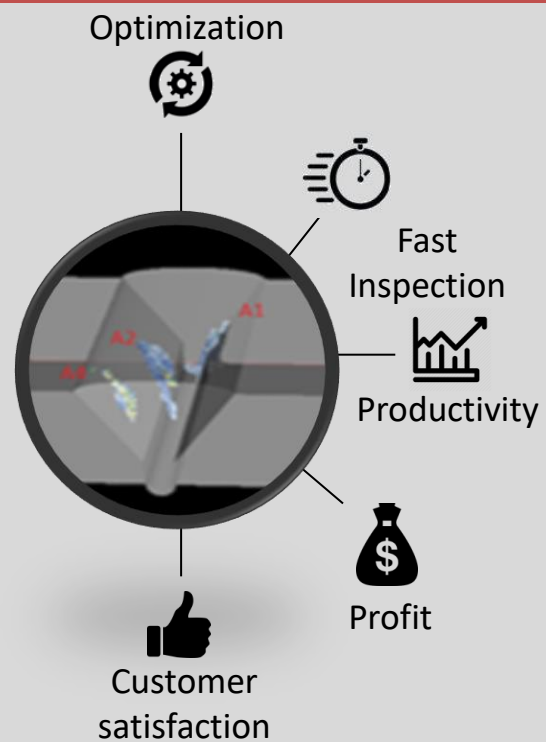 Optimization
Fast
Inspection
A1
A2
A4
Productivity
$
Profit
Customer
satisfaction